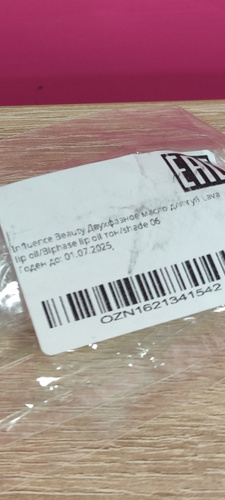 EAC
Influence Beauty Двухфазное масло для губ Lava
lip oil/Biphase lip oil тон/shade 06
Годен до: 01.07.2025,
OZN1621341542